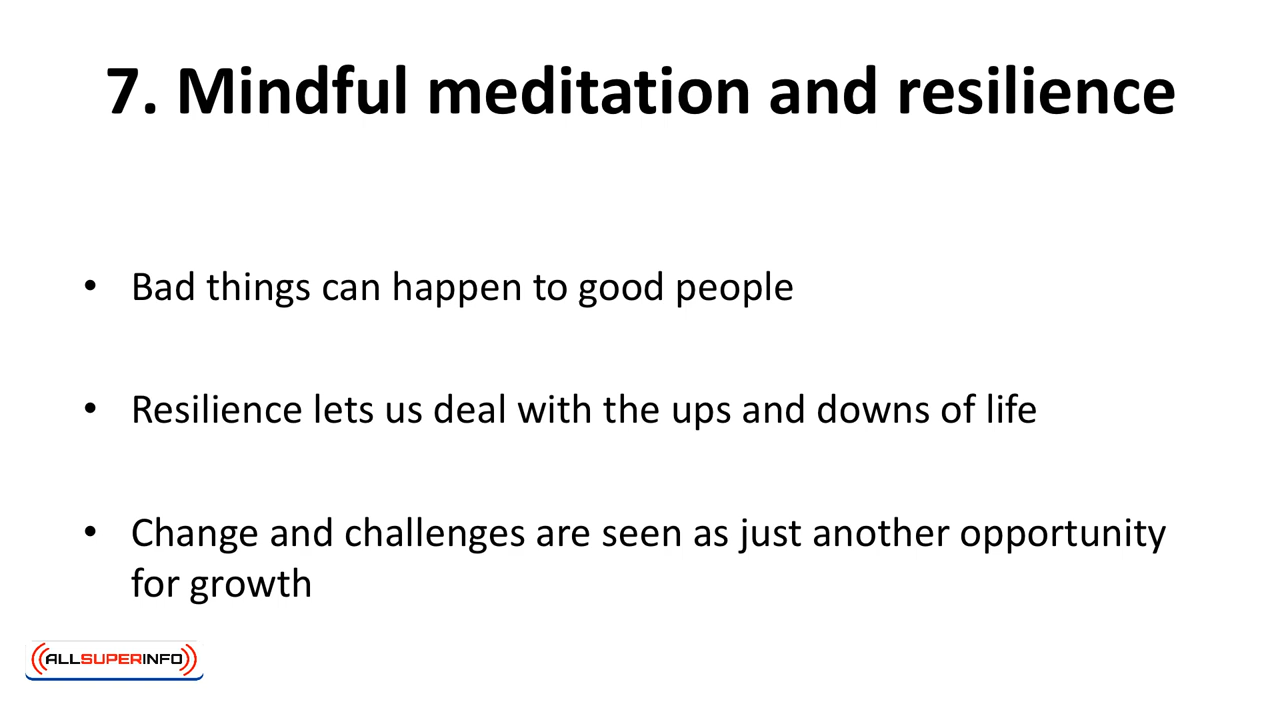 7. Mindful meditation and resilience
• Bad things can happen to good people
• Resilience lets us deal with the ups and downs of life
• Change and challenges are seen as just another opportunity
for growth
ALLSUPERINFO